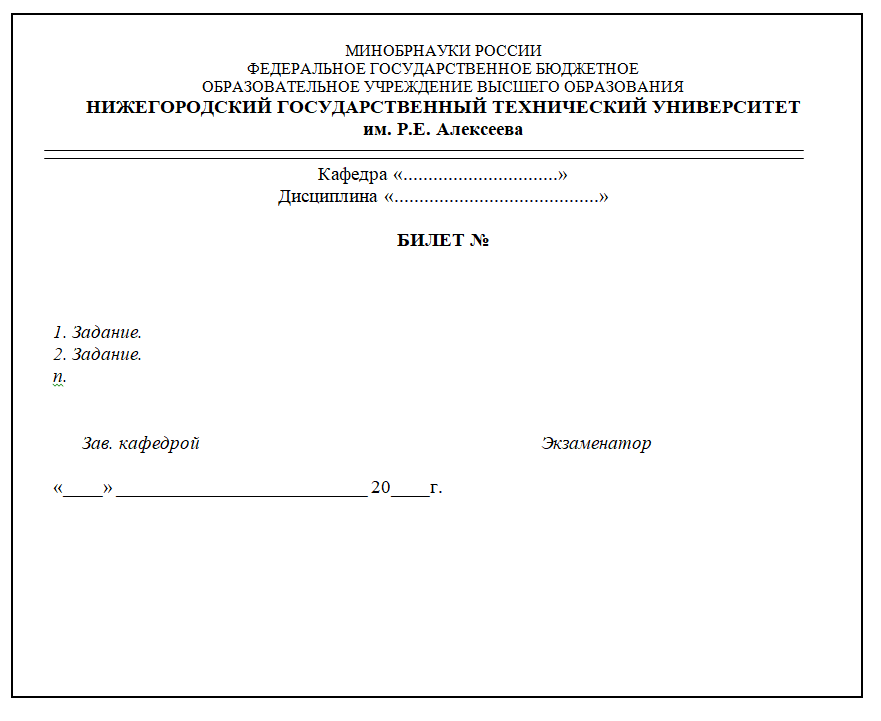 МИНОБРНАУКИ РОССИИ
ФЕДЕРАЛЬНОЕ ГОСУДАРСТВЕННОЕ БЮДЖЕТНОЕ
ОБРАЗОВАТЕЛЬНОЕ УЧРЕЖДЕНИЕ ВЫСШЕГО ОБРАЗОВАНИЯ
НИЖЕГОРОДСКИЙ ГОСУДАРСТВЕННЫЙ ТЕХНИЧЕСКИЙ УНИВЕРСИТЕТ
им. Р.Е. Алексеева
Кафедра «...............................»
Дисциплина «.........................................»
БИЛЕТ №
1. Задание.
2. Задание.
п.
Зав. кафедрой Экзаменатор
«____» __________________________ 20____г.